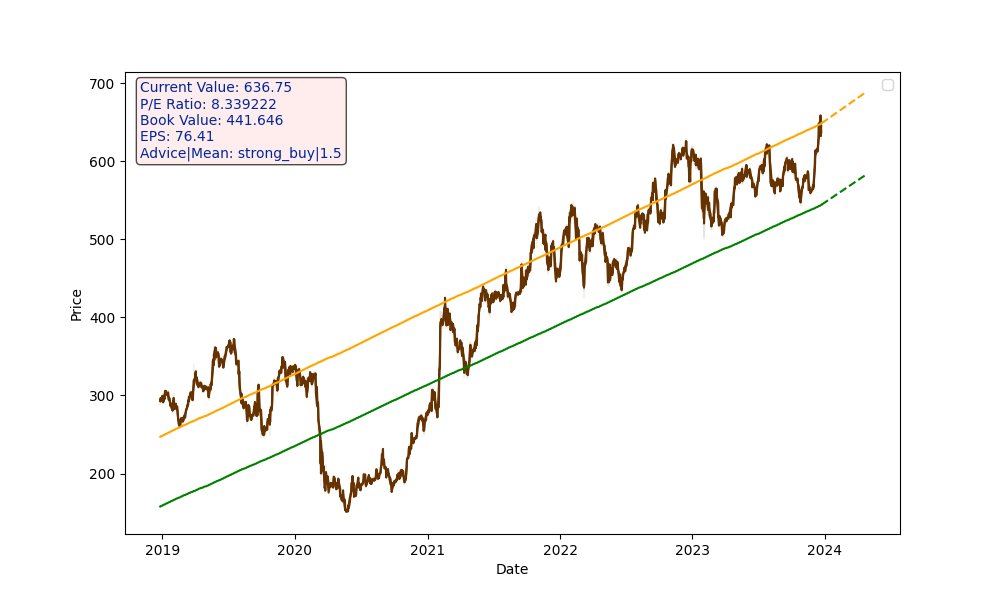 Current Value: 636.75
P/E Ratio: 8.339222
Book Value: 441.646
EPS: 76.41
Advice|Mean: strong_buy|1.5
Price
700
600
500
400
300
200
2019 2020 2021 2022 2023 2024
Date